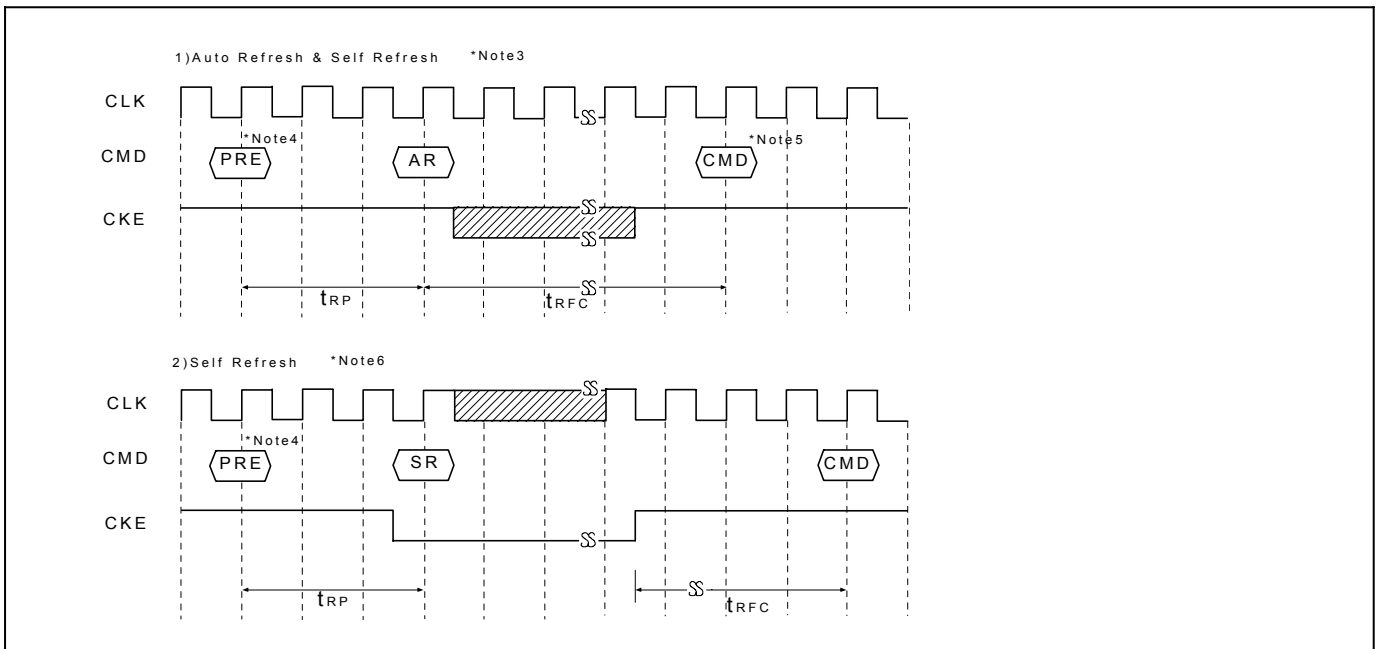 1)Auto Refresh & Self Refresh *Note3
CLK
CMD PRE *Note4 AR CMD *Note5
CKE
tRP tRFC
2)Self Refresh *Note6
CLK
CMD PRE *Note4 SR CMD
CKE
tRP tRFC